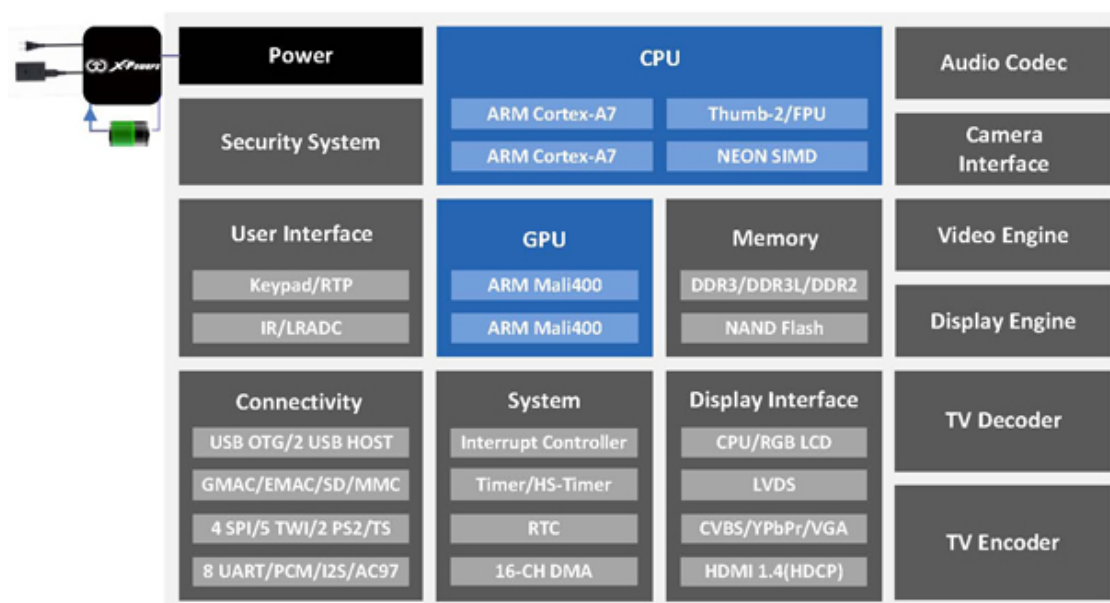 XPowers
Power
Security System
CPU
ARM Cortex-A7
Thumb-2/FPU
ARM Cortex-A7
NEON SIMD
Audio Codec
Camera
Interface
User Interface
Keypad/RTP
IR/LRADC
GPU
ARM Mali400
ARM Mali400
Memory
DDR3/DDR3L/DDR2
NAND Flash
Video Engine
Display Engine
Connectivity
USB OTG/2 USB HOST
GMAC/EMAC/SD/MMC
4 SPI/5 TWI/2 PS2/TS
8 UART/PCM/I2S/AC97
System
Interrupt Controller
Timer/HS-Timer
RTC
16-CH DMA
Display Interface
CPU/RGB LCD
LVDS
CVBS/YPbPr/VGA
HDMI 1.4(HDCP)
TV Decoder
TV Encoder